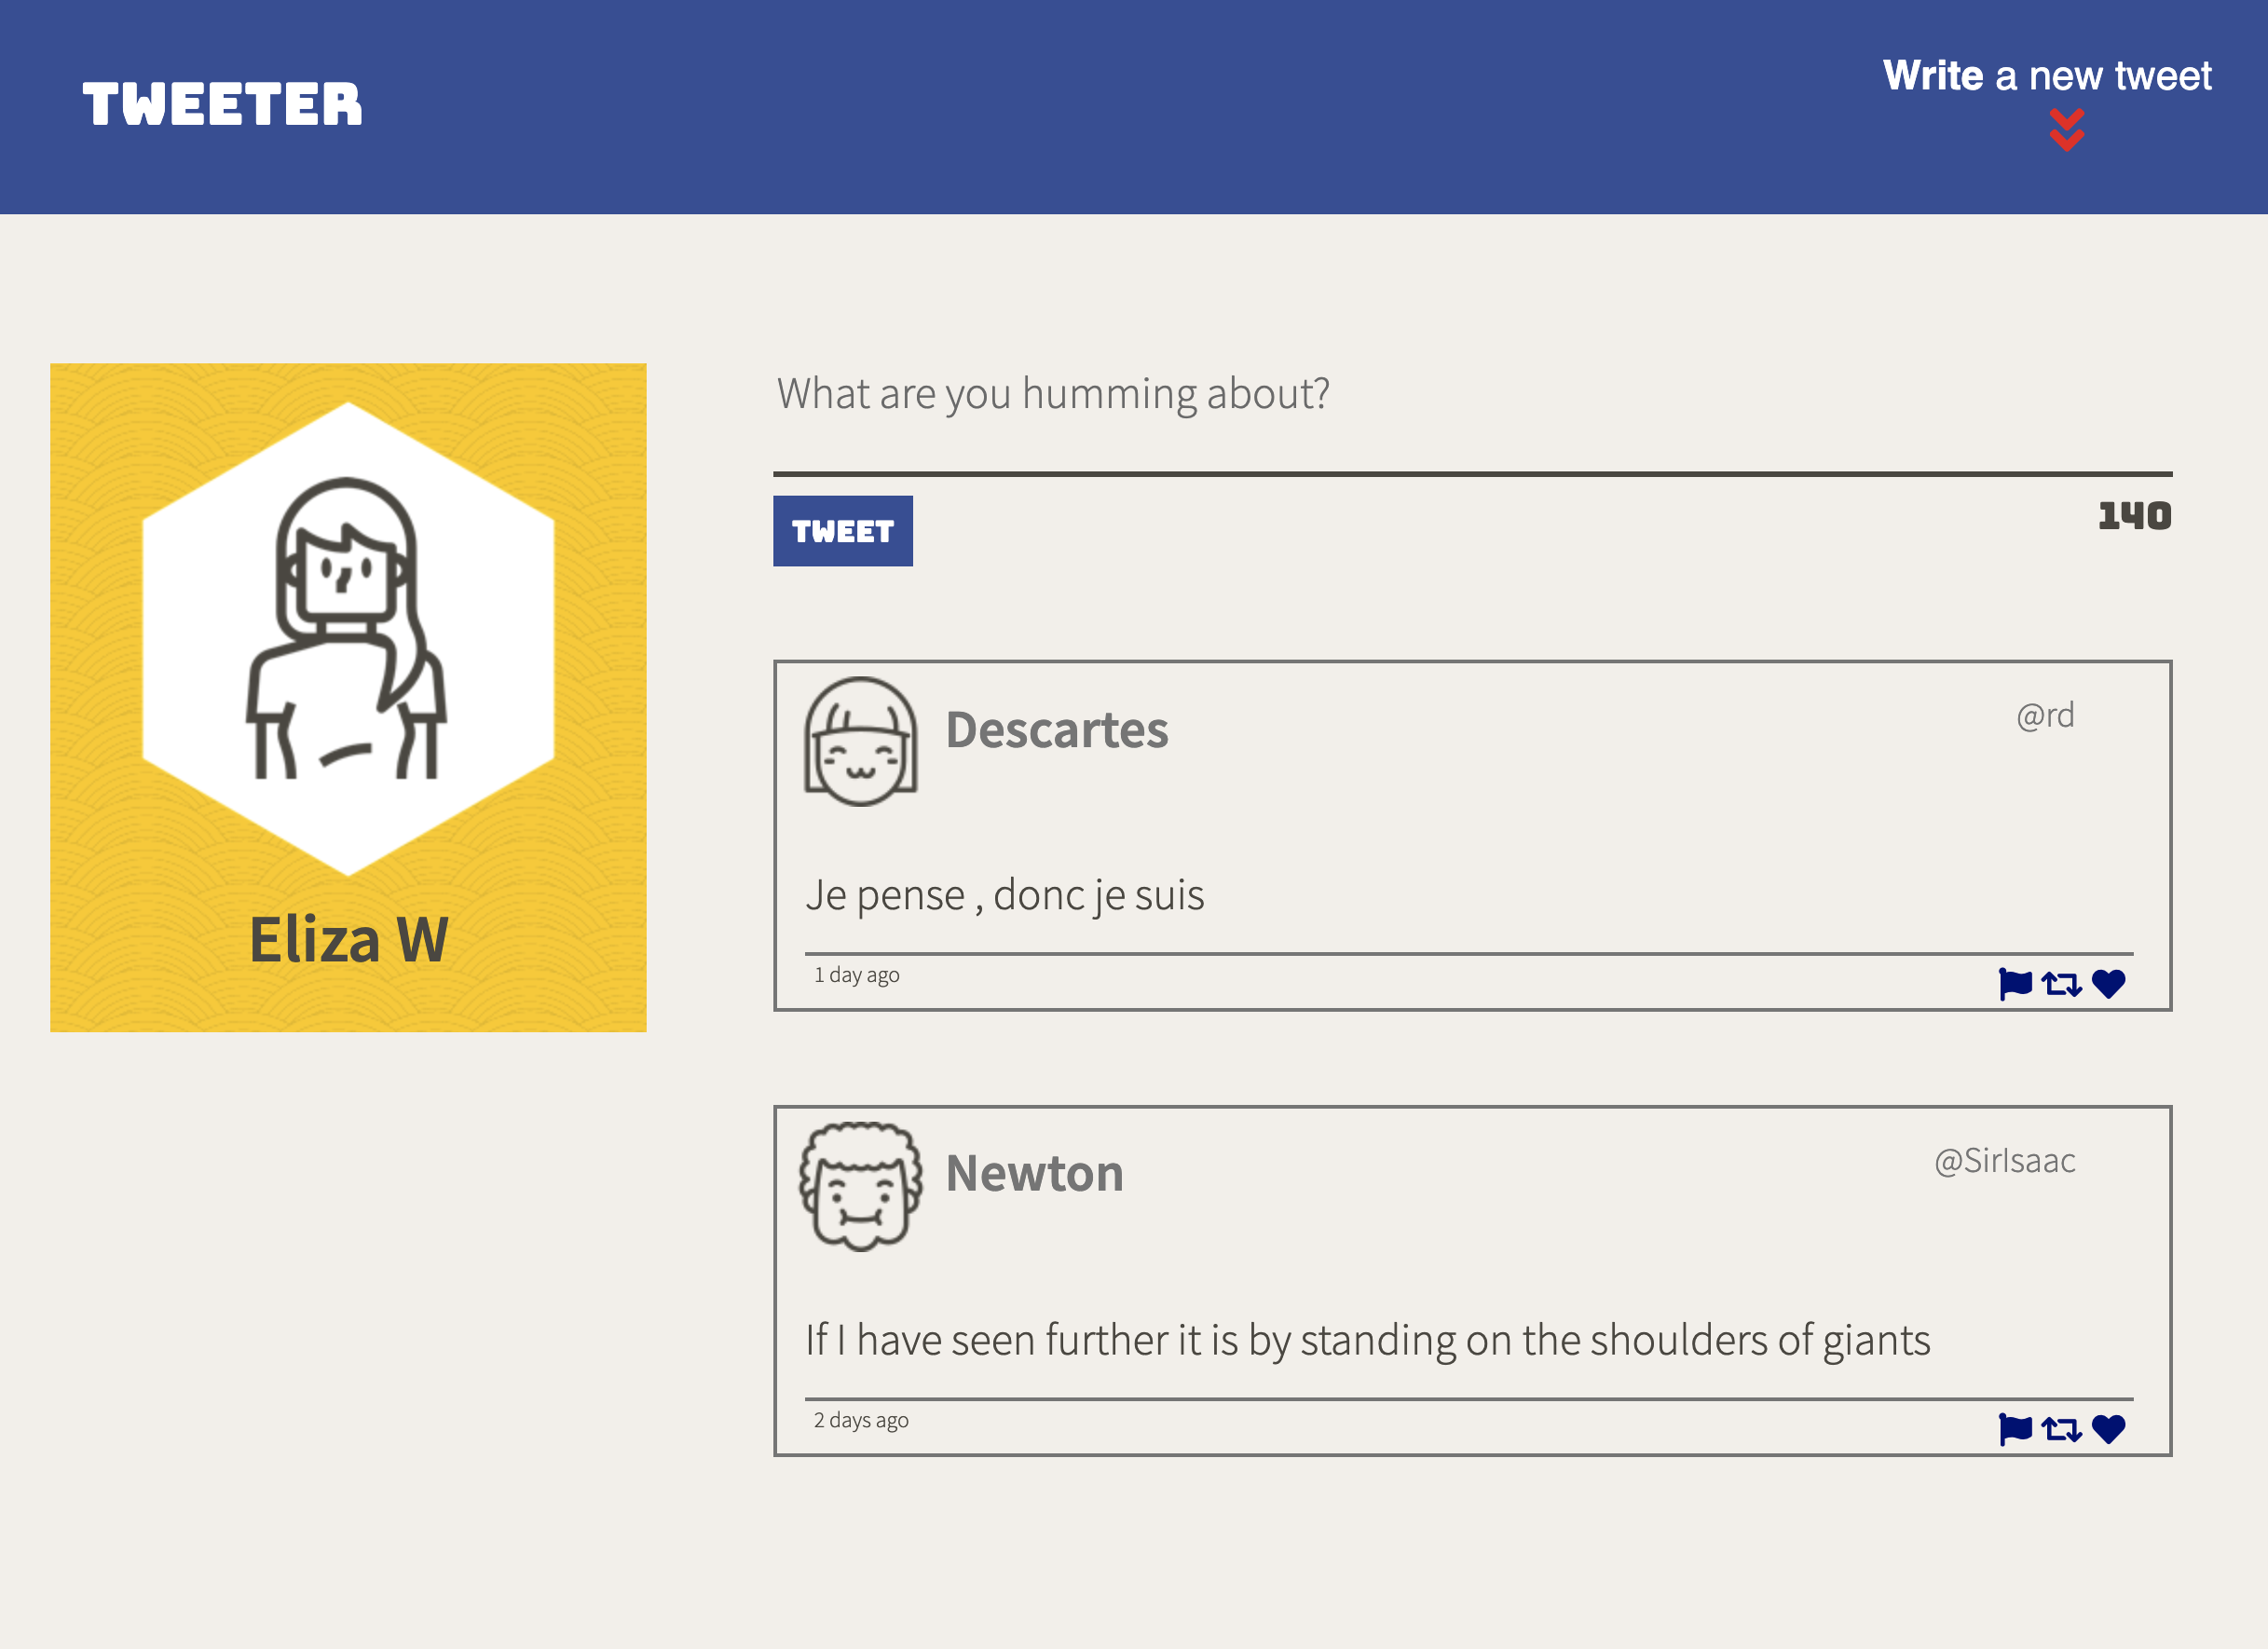 TWEETER
Write a new tweet
Eliza W
What are you humming about?
TWEET
140
Descartes
@rd
Je pense , donc je suis
1 day ago
Newton
@SirIsaac
If I have seen further it is by standing on the shoulders of giants
2 days ago